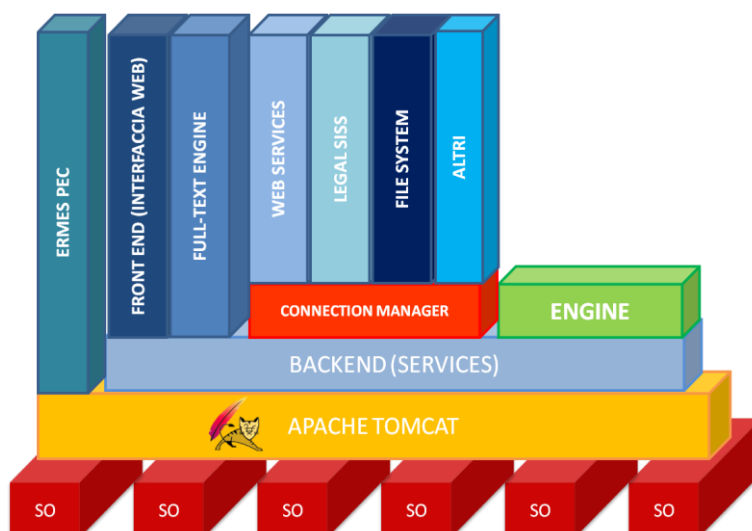 ERMES PEC
FRONT END (INTERFACCIA WEB)
FULL-TEXT ENGINE
WEB SERVICES
LEGAL SISS
FILE SYSTEM
ALTRI
CONNECTION MANAGER
ENGINE
BACKEND (SERVICES)
APACHE TOMCAT
SO
SO
SO
SO
SO
SO